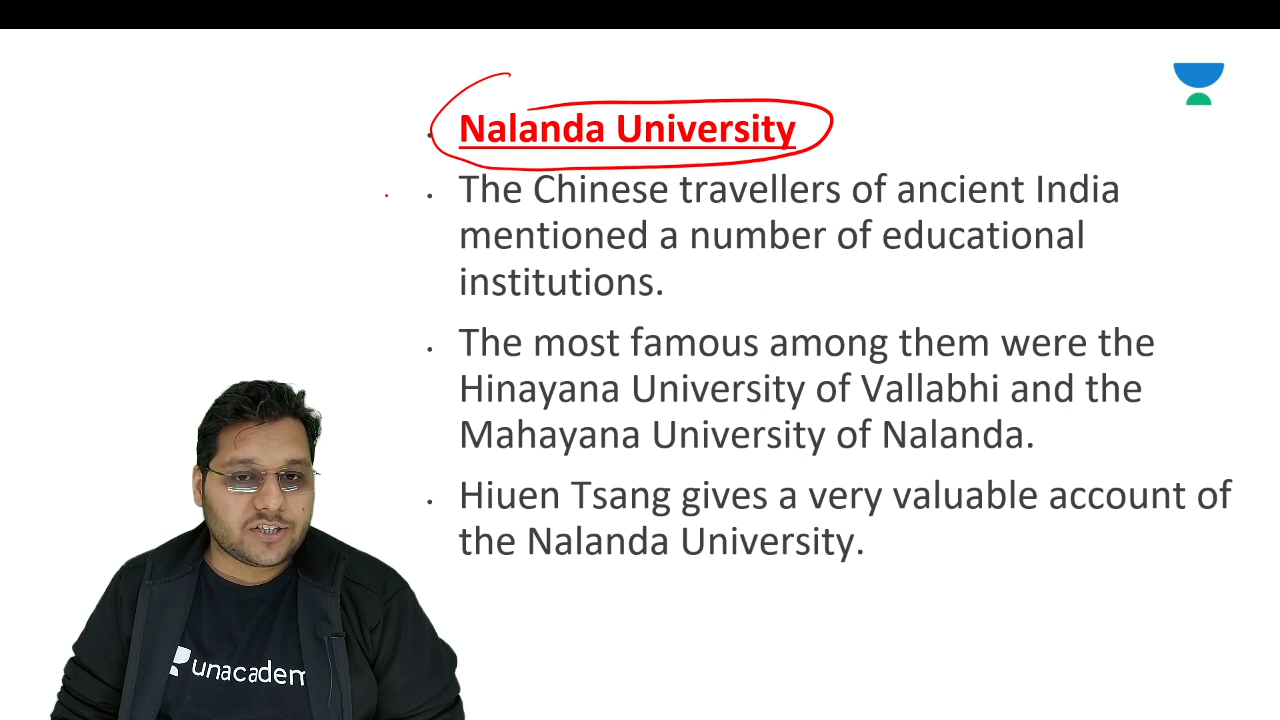 Nalanda University
The Chinese travellers of ancient India
mentioned a number of educational
institutions.
The most famous among them were the
Hinayana University of Vallabhi and the
Mahayana University of Nalanda.
Hiuen Tsang gives a very valuable account of
the Nalanda University.
unacadem